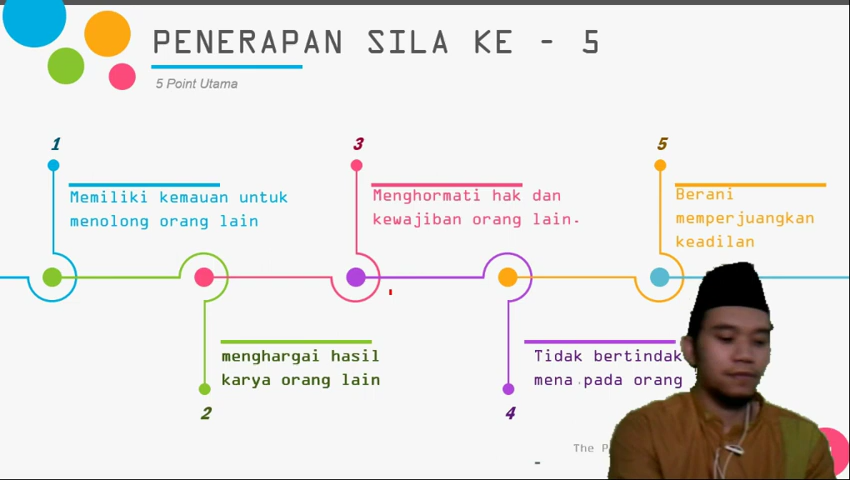 PENERAPAN SILA KE - 5
5 Point Utama
1
Memiliki kemauan untuk
menolong orang lain
2
menghargai hasil
karya orang lain
3
Menghormati hak dan
kewajiban orang lain.
4
Tidak bertindak
mena pada orang
5
Berani
memperjuangkan
keadilan
The